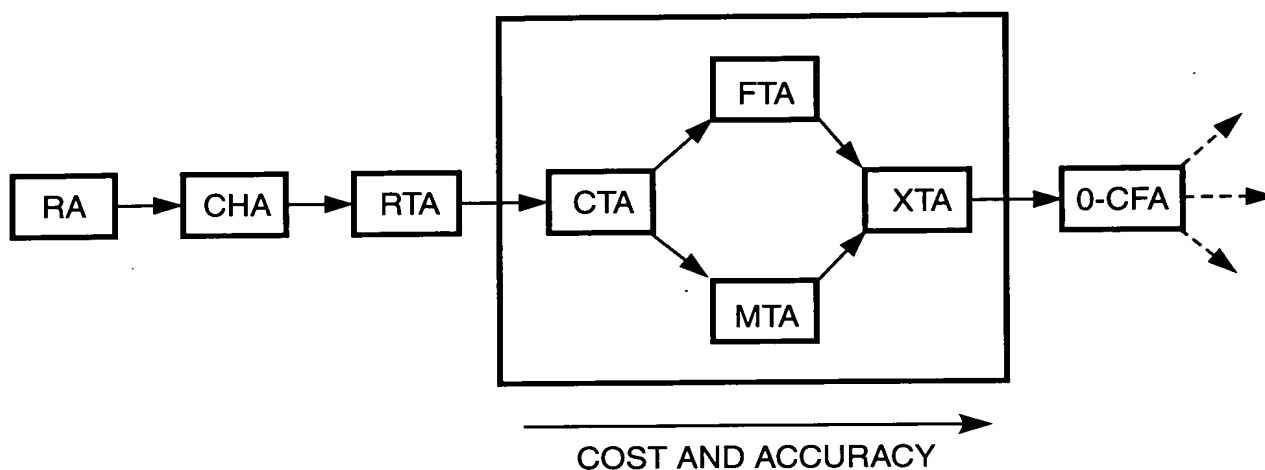 FTA
RA
CHA
RTA
CTA
XTA
0-CFA
MTA
COST AND ACCURACY